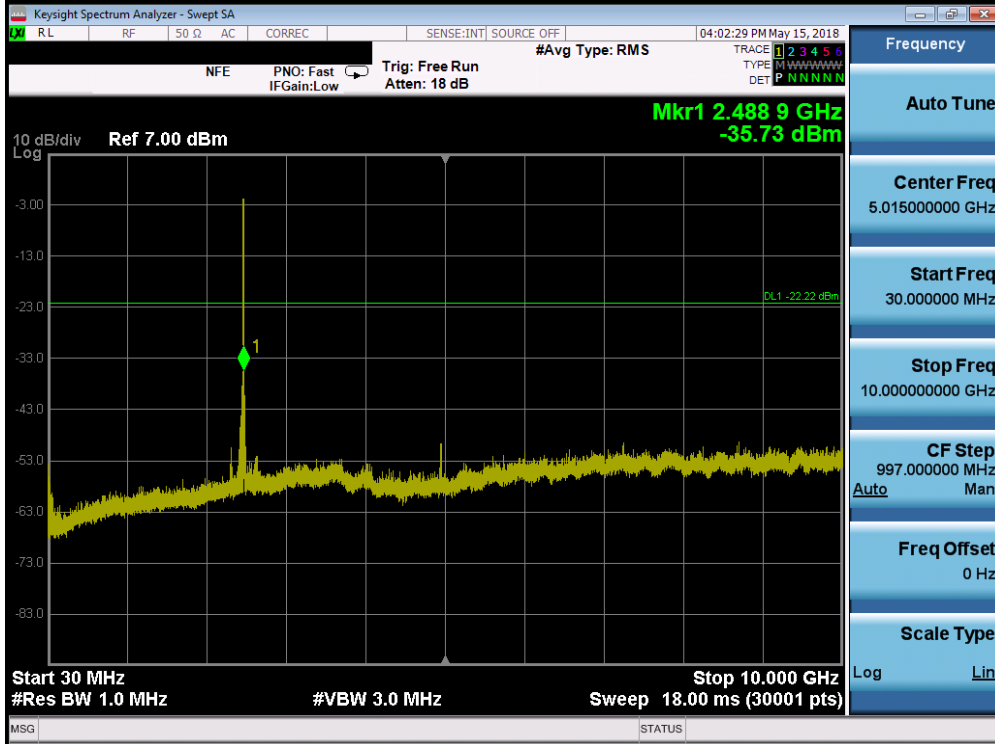 Keysight Spectrum Analyzer - Swept SA
LXI RL RF 50 Ω AC CORREC SENSE:INT SOURCE OFF 04:02:29 PM May 15, 2018
#Avg Type: RMS TRACE 1 2 3 4 5 6
NFE PNO: Fast Trig: Free Run TYPE M W W W W W
IFGain:Low Atten: 18 dB DET P N N N N N
Mkr1 2.488 9 GHz
-35.73 dBm
10 dB/div Ref 7.00 dBm
Log
-3.00
-13.0
DL1 -22.22 dBm
-23.0
1
-33.0
-43.0
-53.0
-63.0
-73.0
-83.0
Start 30 MHz Stop 10.000 GHz
#Res BW 1.0 MHz #VBW 3.0 MHz Sweep 18.00 ms (30001 pts)
MSG STATUS
Frequency
Auto Tune
Center Freq
5.015000000 GHz
Start Freq
30.000000 MHz
Stop Freq
10.000000000 GHz
CF Step
997.000000 MHz
Auto Man
Freq Offset
0 Hz
Scale Type
Log Lin